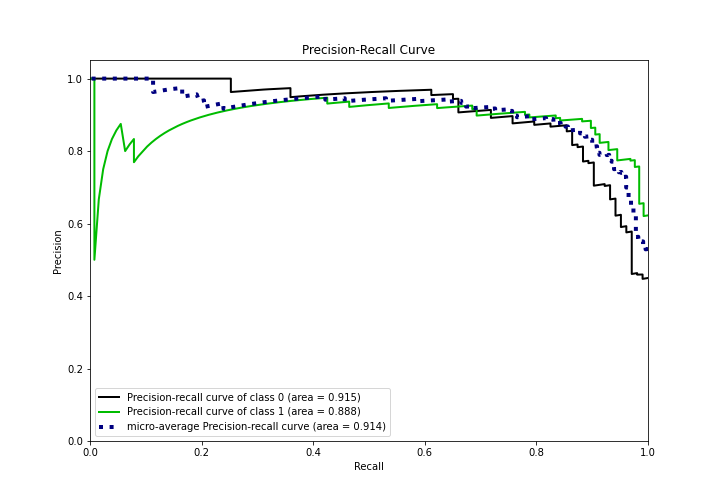 Precision-Recall Curve
1.0
0.8
0.6
0.4
0.2
0.0
Precision
Precision-recall curve of class 0 (area = 0.915)
Precision-recall curve of class 1 (area = 0.888)
micro-average Precision-recall curve (area = 0.914)
0.0 0.2 0.4 0.6 0.8 1.0
Recall